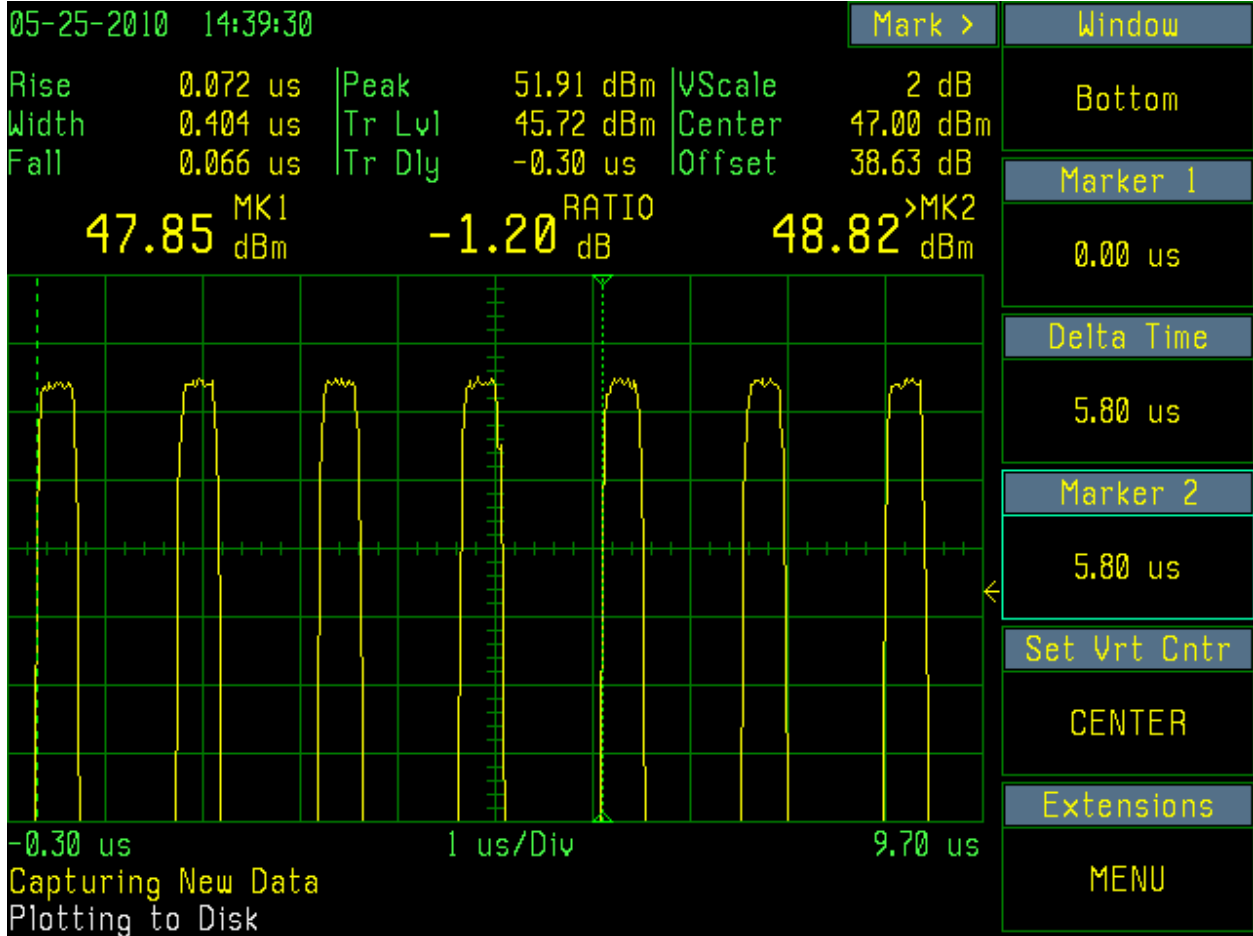 05-25-2010 14:39:30 Mark > Window
Rise 0.072 us Peak 51.91 dBm VScale 2 dB
Bottom
Width 0.404 us Tr Lvl 45.72 dBm Center 47.00 dBm
Fall 0.066 us Tr Dly -0.30 us Offset 38.63 dB
Marker 1
47.85 MK1 dBm -1.20 RATIO dB 48.82 >MK2 dBm
0.00 us
Delta Time
5.80 us
Marker 2
5.80 us
Set Vrt Cntr
CENTER
Extensions
MENU
-0.30 us 1 us/Div 9.70 us
Capturing New Data
Plotting to Disk